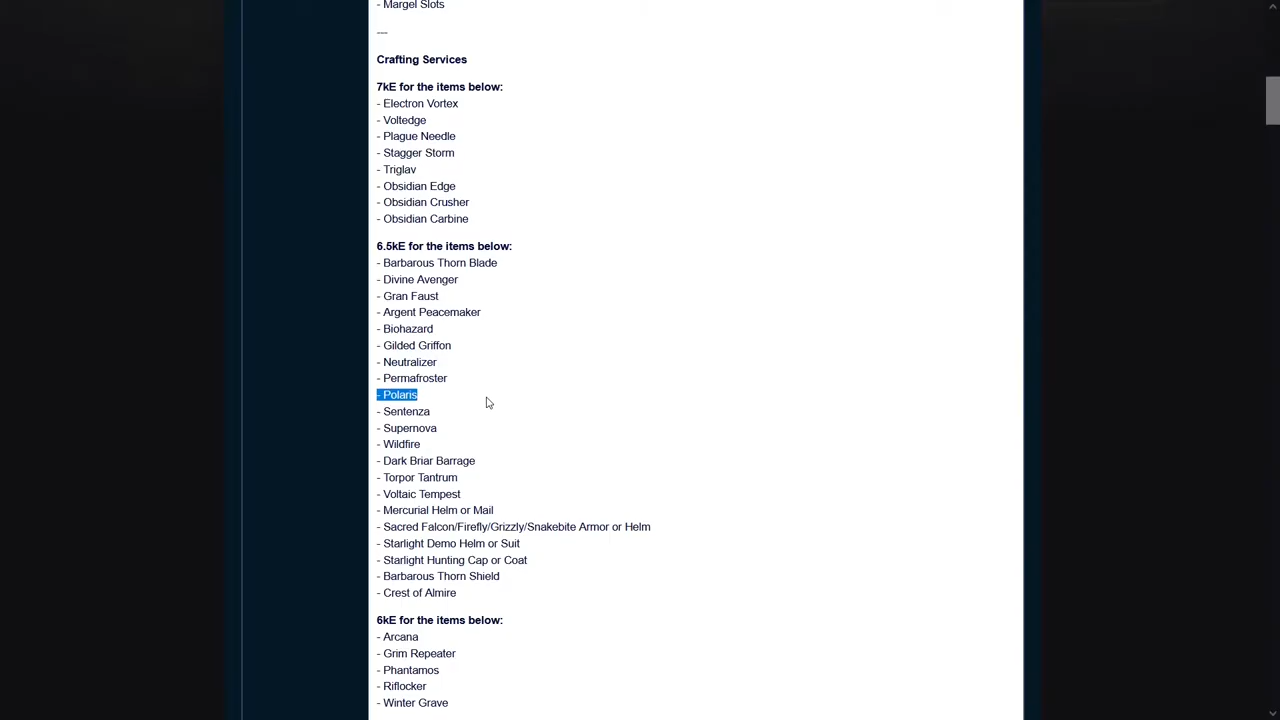 - Margel Slots
---
Crafting Services
7kE for the items below:
- Electron Vortex
- Voltedge
- Plague Needle
- Stagger Storm
- Triglav
- Obsidian Edge
- Obsidian Crusher
- Obsidian Carbine
6.5kE for the items below:
- Barbarous Thorn Blade
- Divine Avenger
- Gran Faust
- Argent Peacemaker
- Biohazard
- Gilded Griffon
- Neutralizer
- Permafroster
- Polaris
- Sentenza
- Supernova
- Wildfire
- Dark Briar Barrage
- Torpor Tantrum
- Voltaic Tempest
- Mercurial Helm or Mail
- Sacred Falcon/Firefly/Grizzly/Snakebite Armor or Helm
- Starlight Demo Helm or Suit
- Starlight Hunting Cap or Coat
- Barbarous Thorn Shield
- Crest of Almire
6kE for the items below:
- Arcana
- Grim Repeater
- Phantamos
- Riflocker
- Winter Grave